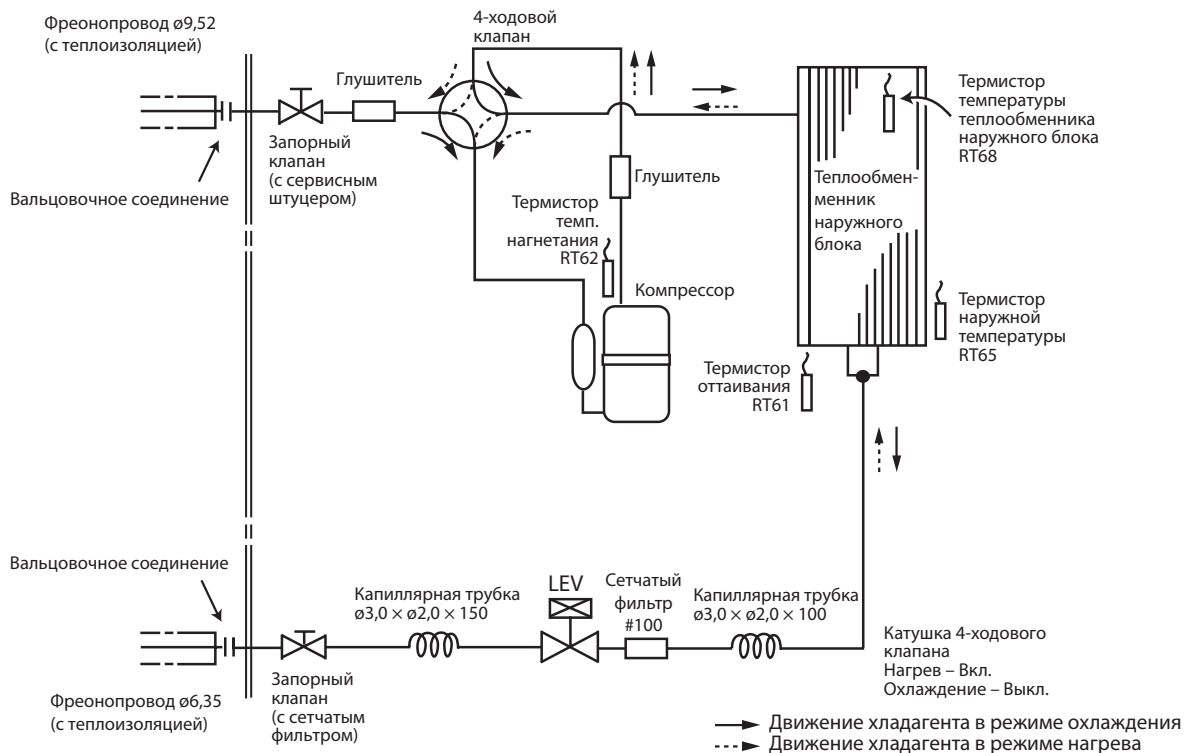 Фреонопровод ø9,52
(с теплоизоляцией)
4-ходовой
клапан
Глушитель
Запорный
клапан
(с сервисным
штуцером)
Вальцовочное соединение
Термистор
темп.
нагнетания
RT62
Глушитель
Компрессор
Теплообмен-
менник
наружного
блока
Термистор
температуры
теплообменника
наружного блока
RT68
Термистор
наружной
температуры
RT65
Термистор
оттаивания
RT61
Вальцовочное соединение
Капиллярная трубка
ø3,0 × ø2,0 × 150
LEV
Сетчатый
фильтр
#100
Капиллярная трубка
ø3,0 × ø2,0 × 100
Катушка 4-ходового
клапана
Нагрев – Вкл.
Охлаждение – Выкл.
Фреонопровод ø6,35
(с теплоизоляцией)
Запорный
клапан
(с сетчатым
фильтром)
Движение хладагента в режиме охлаждения
Движение хладагента в режиме нагрева